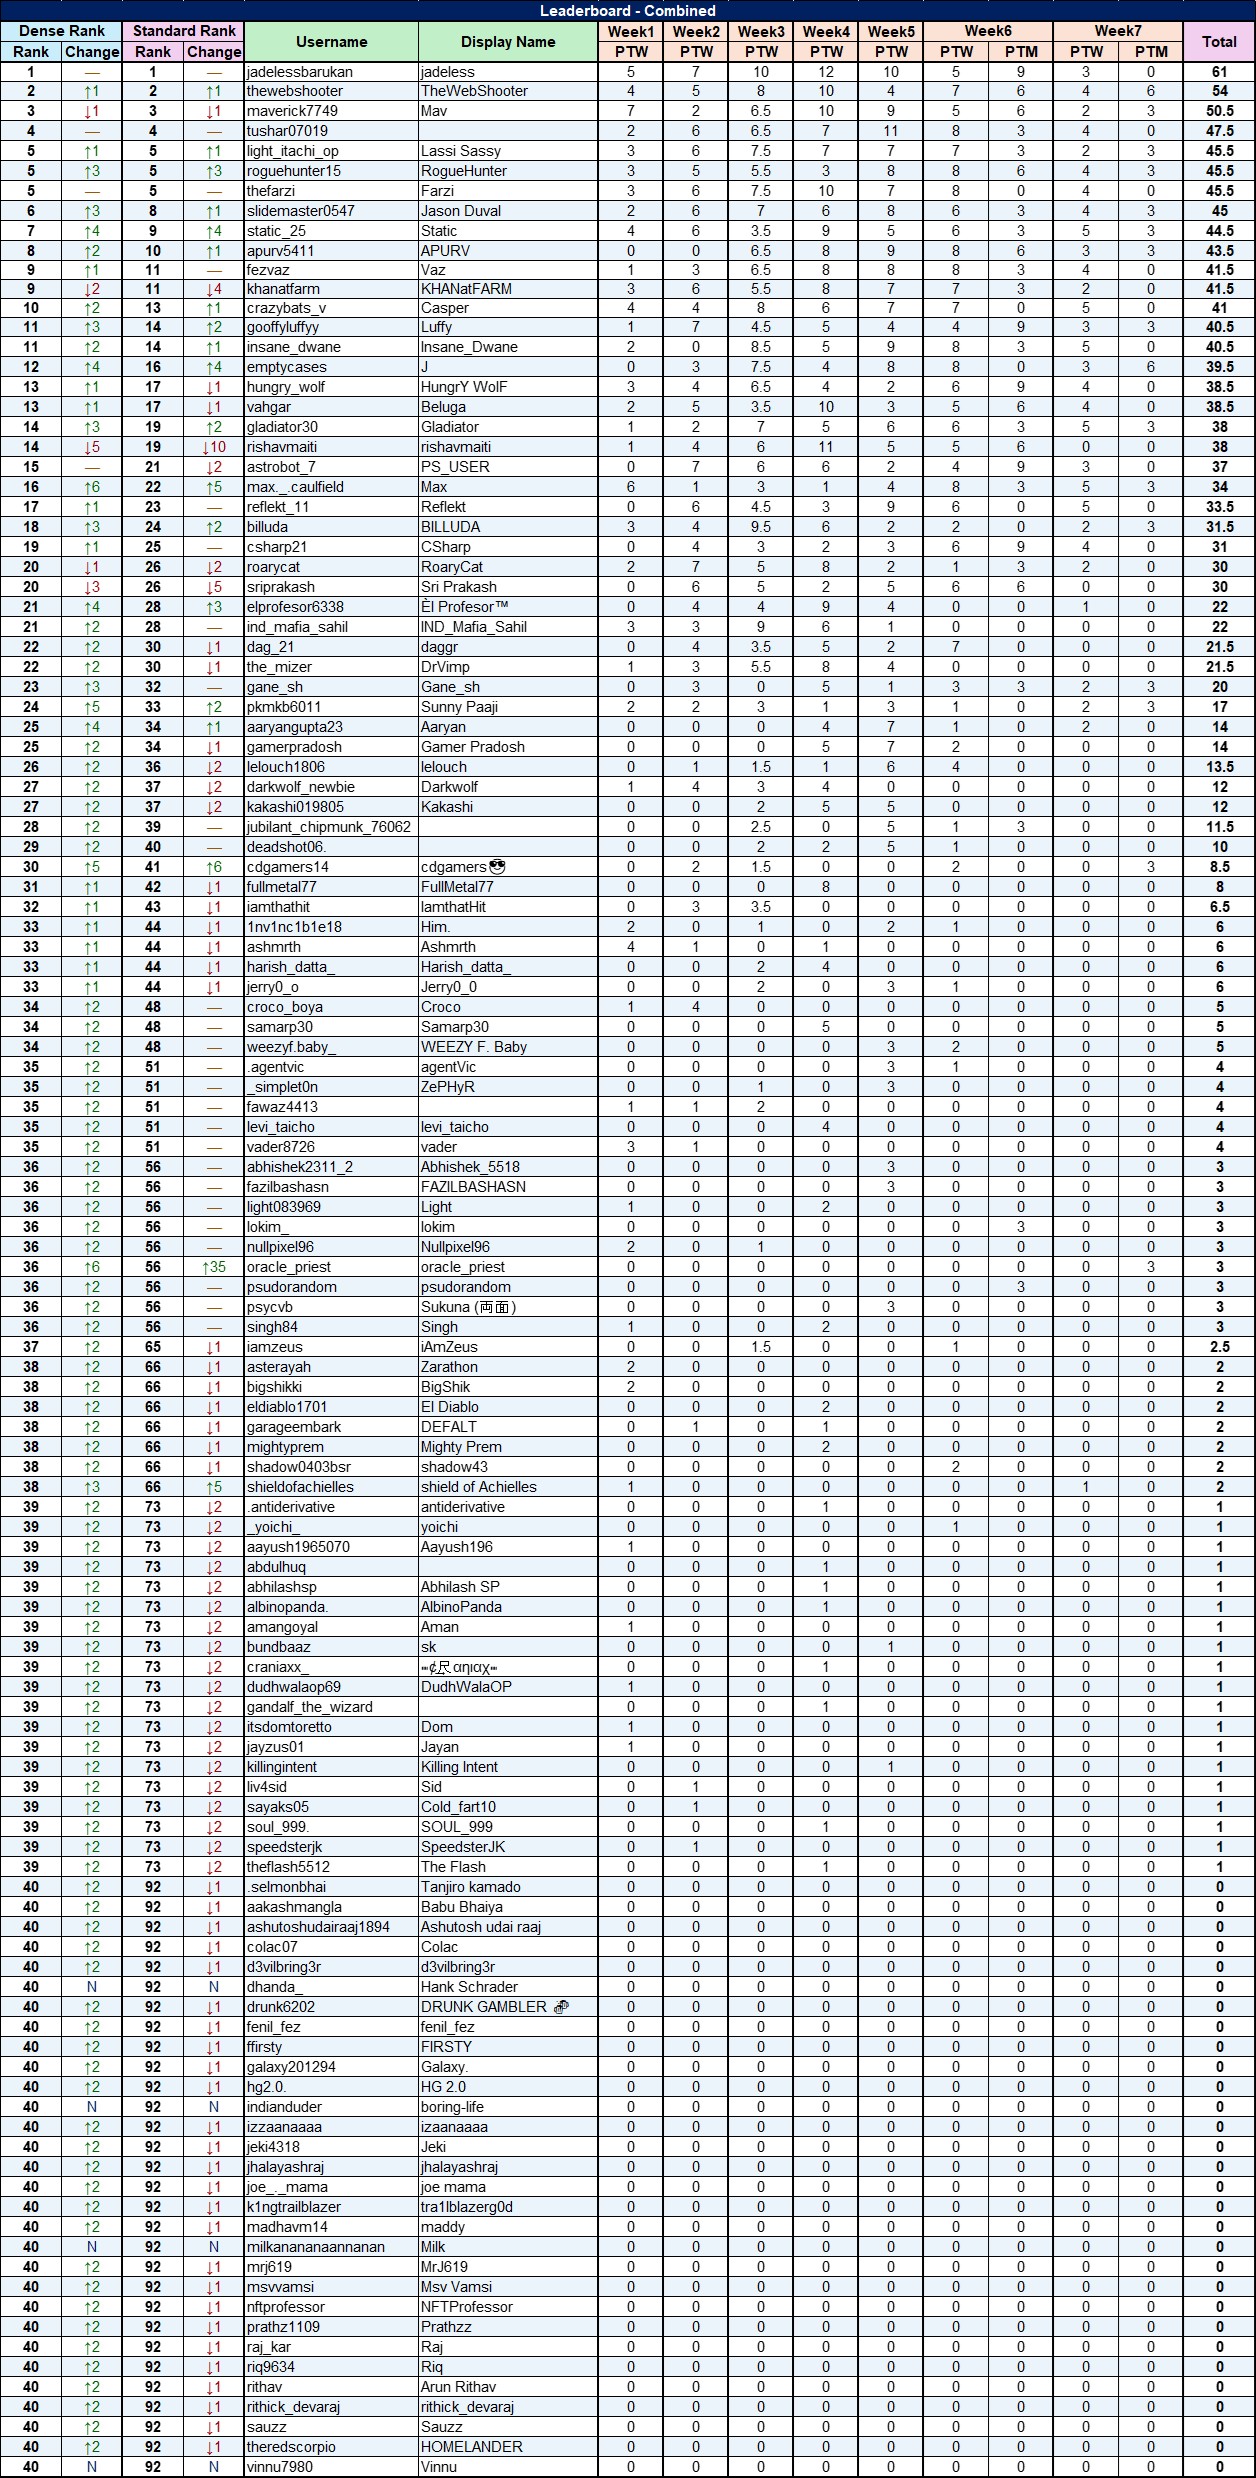 Leaderboard - Combined
Dense Rank Standard Rank Username Display Name Week1 Week2 Week3 Week4 Week5 Week6 Week7 Total
Rank Change Rank Change PTW PTW PTW PTW PTW PTW PTM PTW PTM
1 — 1 — jadelessbarukan jadeless 5 7 10 12 10 5 9 3 0 61
2 ↑1 3 ↑1 thewebshooter TheWebShooter 4 5 8 10 4 7 6 4 6 54
3 ↓1 3 ↓1 maverick7749 Mav 7 2 6.5 10 9 5 6 2 3 50.5
4 — 4 — tushar07019 2 6 6.5 7 11 8 3 4 0 47.5
5 ↑1 5 ↑1 light_itachi_op Lassi Sassy 3 6 7.5 7 7 7 3 2 3 45.5
5 ↑3 5 ↑3 roguehunter15 RogueHunter 3 5 5.5 3 8 8 6 4 3 45.5
5 — 5 — thefarzi Farzi 3 6 7.5 10 7 8 0 4 0 45.5
6 ↑3 8 ↑1 slidemaster0547 Jason Duval 2 6 7 6 8 6 3 4 3 45
7 ↑4 9 ↑4 static_25 Static 4 6 3.5 9 5 6 3 5 3 44.5
8 ↑2 10 ↑1 apurv5411 APURV 0 0 6.5 8 9 8 6 3 3 43.5
9 ↑1 11 — fezvaz Vaz 1 3 6.5 8 8 8 3 4 0 41.5
9 ↓2 11 ↓4 khanatfarm KHANatFARM 3 6 5.5 8 7 7 3 2 0 41.5
10 ↑2 13 ↑1 crazybats_v Casper 4 4 8 6 7 7 0 5 0 41
11 ↑3 14 ↑2 gooffyluffyy Luffy 1 7 4.5 5 4 4 9 3 3 40.5
11 ↑2 14 ↑1 insane_dwane Insane_Dwane 2 0 8.5 5 9 8 3 5 0 40.5
12 ↑4 16 ↑4 emptycases J 0 3 7.5 4 8 8 0 3 6 39.5
13 ↑1 17 ↓1 hungry_wolf HungrY WolF 3 4 6.5 4 2 6 9 4 0 38.5
13 ↑1 17 ↓1 vahgar Beluga 2 5 3.5 10 3 5 6 4 0 38.5
14 ↑3 19 ↑2 gladiator30 Gladiator 1 2 7 5 6 6 3 5 3 38
14 ↓5 19 ↓10 rishavmaiti rishavmaiti 1 4 6 11 5 5 6 0 0 38
15 — 21 ↓2 astrobot_7 PS_USER 0 7 6 6 2 4 9 3 0 37
16 ↑6 22 ↑5 max._.caulfield Max 6 1 3 1 4 8 3 5 3 34
17 ↑1 23 — reflekt_11 Reflekt 0 6 4.5 3 9 6 0 5 0 33.5
18 ↑3 24 ↑2 billuda BILLUDA 3 4 9.5 6 2 2 0 2 3 31.5
19 ↑1 25 — csharp21 CSharp 0 4 3 2 3 6 9 4 0 31
20 ↓1 26 ↓2 roarycat RoaryCat 2 7 5 8 2 1 3 2 0 30
20 ↓3 26 ↓5 sriprakash Sri Prakash 0 6 5 2 5 6 6 0 0 30
21 ↑4 28 ↑3 elprofesor6338 Èl Profesor™ 0 4 4 9 4 0 0 1 0 22
21 ↑2 28 — ind_mafia_sahil IND_Mafia_Sahil 3 3 9 6 1 0 0 0 0 22
22 ↑2 30 ↓1 dag_21 daggr 0 4 3.5 5 2 7 0 0 0 21.5
22 ↑2 30 ↓1 the_mizer DrVimp 1 3 5.5 8 4 0 0 0 0 21.5
23 ↑3 32 — gane_sh Gane_sh 0 3 0 5 1 3 3 2 3 20
24 ↑5 33 ↑2 pkmkb6011 Sunny Paaji 2 2 3 1 3 1 0 2 3 17
25 ↑4 34 ↑1 aaryangupta23 Aaryan 0 0 0 4 7 1 0 2 0 14
25 ↑2 34 ↓1 gamerpradosh Gamer Pradosh 0 0 0 5 7 2 0 0 0 14
26 ↑2 36 ↓2 lelouch1806 lelouch 0 1 1.5 1 6 4 0 0 0 13.5
27 ↑2 37 ↓2 darkwolf_newbie Darkwolf 1 4 3 4 0 0 0 0 0 12
27 ↑2 37 ↓2 kakashi019805 Kakashi 0 0 2 5 5 0 0 0 0 12
28 ↑2 39 — jubilant_chipmunk_76062 0 0 2.5 0 5 1 3 0 0 11.5
29 ↑2 40 — deadshot06. 0 0 2 2 5 1 0 0 0 10
30 ↑5 41 ↑6 cdgamers14 cdgamers😎 0 2 1.5 0 0 2 0 0 3 8.5
31 ↑1 42 ↓1 fullmetal77 FullMetal77 0 0 0 8 0 0 0 0 0 8
32 ↑1 43 ↓1 iamthathit IamthatHit 0 3 3.5 0 0 0 0 0 0 6.5
33 ↑1 44 ↓1 1nv1nc1b1e18 Him. 2 0 1 0 2 1 0 0 0 6
33 ↑1 44 ↓1 ashmrth Ashmrth 4 1 0 1 0 0 0 0 0 6
33 ↑1 44 ↓1 harish_datta_ Harish_datta_ 0 0 2 4 0 0 0 0 0 6
33 ↑1 44 ↓1 jerry0_o Jerry0_0 0 0 2 0 3 1 0 0 0 6
34 ↑2 48 — croco_boya Croco 1 4 0 0 0 0 0 0 0 5
34 ↑2 48 — samarp30 Samarp30 0 0 0 5 0 0 0 0 0 5
34 ↑2 48 — weezyf.baby_ WEEZY F. Baby 0 0 0 0 3 2 0 0 0 5
35 ↑2 51 — .agentvic agentVic 0 0 0 0 3 1 0 0 0 4
35 ↑2 51 — _simplet0n ZePHyR 0 0 1 0 3 0 0 0 0 4
35 ↑2 51 — fawaz4413 1 1 2 0 0 0 0 0 0 4
35 ↑2 51 — levi_taicho levi_taicho 0 0 0 4 0 0 0 0 0 4
35 ↑2 51 — vader8726 vader 3 1 0 0 0 0 0 0 0 4
36 ↑2 56 — abhishek2311_2 Abhishek_5518 0 0 0 0 3 0 0 0 0 3
36 ↑2 56 — fazilbashasn FAZILBASHASN 0 0 0 0 3 0 0 0 0 3
36 ↑2 56 — light083969 Light 1 0 0 2 0 0 0 0 0 3
36 ↑2 56 — lokim_ lokim 0 0 0 0 0 0 3 0 0 3
36 ↑2 56 — nullpixel96 Nullpixel96 2 0 1 0 0 0 0 0 0 3
36 ↑6 56 ↑35 oracle_priest oracle_priest 0 0 0 0 0 0 0 0 3 3
36 ↑2 56 — psudorandom psudorandom 0 0 0 0 0 0 3 0 0 3
36 ↑2 56 — psycvb Sukuna (両面) 0 0 0 0 3 0 0 0 0 3
36 ↑2 56 — singh84 Singh 1 0 0 2 0 0 0 0 0 3
37 ↑2 65 ↓1 iamzeus iAmZeus 0 0 1.5 0 0 1 0 0 0 2.5
38 ↑2 66 ↓1 asterayah Zarathon 2 0 0 0 0 0 0 0 0 2
38 ↑2 66 ↓1 bigshikki BigShik 2 0 0 0 0 0 0 0 0 2
38 ↑2 66 ↓1 eldiablo1701 El Diablo 0 0 0 2 0 0 0 0 0 2
38 ↑2 66 ↓1 garageembark DEFALT 0 1 0 1 0 0 0 0 0 2
38 ↑2 66 ↓1 mightyprem Mighty Prem 0 0 0 2 0 0 0 0 0 2
38 ↑2 66 ↓1 shadow0403bsr shadow43 0 0 0 0 0 2 0 0 0 2
38 ↑3 66 ↑5 shieldofachielles shield of Achielles 1 0 0 0 0 0 0 1 0 2
39 ↑2 73 ↓2 .antiderivative antiderivative 0 0 0 1 0 0 0 0 0 1
39 ↑2 73 ↓2 _yoichi_ yoichi 0 0 0 0 0 1 0 0 0 1
39 ↑2 73 ↓2 aayush1965070 Aayush196 1 0 0 0 0 0 0 0 0 1
39 ↑2 73 ↓2 abdulhuq 0 0 0 1 0 0 0 0 0 1
39 ↑2 73 ↓2 abhilashsp Abhilash SP 0 0 0 1 0 0 0 0 0 1
39 ↑2 73 ↓2 albinopanda. AlbinoPanda 0 0 0 1 0 0 0 0 0 1
39 ↑2 73 ↓2 amangoyal Aman 1 0 0 0 0 0 0 0 0 1
39 ↑2 73 ↓2 bundbaaz sk 0 0 0 0 1 0 0 0 0 1
39 ↑2 73 ↓2 craniaxx_ ⑉¢尺αηιαχ⑉ 0 0 0 1 0 0 0 0 0 1
39 ↑2 73 ↓2 dudhwalaop69 DudhWalaOP 1 0 0 0 0 0 0 0 0 1
39 ↑2 73 ↓2 gandalf_the_wizard 0 0 0 1 0 0 0 0 0 1
39 ↑2 73 ↓2 itsdomtoretto Dom 1 0 0 0 0 0 0 0 0 1
39 ↑2 73 ↓2 jayzus01 Jayan 1 0 0 0 0 0 0 0 0 1
39 ↑2 73 ↓2 killingintent Killing Intent 0 0 0 0 1 0 0 0 0 1
39 ↑2 73 ↓2 liv4sid Sid 0 1 0 0 0 0 0 0 0 1
39 ↑2 73 ↓2 sayaks05 Cold_fart10 0 1 0 0 0 0 0 0 0 1
39 ↑2 73 ↓2 soul_999. SOUL_999 0 0 0 1 0 0 0 0 0 1
39 ↑2 73 ↓2 speedsterjk SpeedsterJK 0 1 0 0 0 0 0 0 0 1
39 ↑2 73 ↓2 theflash5512 The Flash 0 0 0 1 0 0 0 0 0 1
40 ↑2 92 ↓1 .selmonbhai Tanjiro kamado 0 0 0 0 0 0 0 0 0 0
40 ↑2 92 ↓1 aakashmangla Babu Bhaiya 0 0 0 0 0 0 0 0 0 0
40 ↑2 92 ↓1 ashutoshudairaaj1894 Ashutosh udai raaj 0 0 0 0 0 0 0 0 0 0
40 ↑2 92 ↓1 colac07 Colac 0 0 0 0 0 0 0 0 0 0
40 ↑2 92 ↓1 d3vilbring3r d3vilbring3r 0 0 0 0 0 0 0 0 0 0
40 N 92 N dhanda_ Hank Schrader 0 0 0 0 0 0 0 0 0 0
40 ↑2 92 ↓1 drunk6202 DRUNK GAMBLER 0 0 0 0 0 0 0 0 0 0
40 ↑2 92 ↓1 fenil_fez fenil_fez 0 0 0 0 0 0 0 0 0 0
40 ↑2 92 ↓1 ffirsty FIRSTY 0 0 0 0 0 0 0 0 0 0
40 ↑2 92 ↓1 galaxy201294 Galaxy. 0 0 0 0 0 0 0 0 0 0
40 ↑2 92 ↓1 hg2.0. HG 2.0 0 0 0 0 0 0 0 0 0 0
40 N 92 N indianduder boring-life 0 0 0 0 0 0 0 0 0 0
40 ↑2 92 ↓1 izzaanaaaa izaanaaaa 0 0 0 0 0 0 0 0 0 0
40 ↑2 92 ↓1 jeki4318 Jeki 0 0 0 0 0 0 0 0 0 0
40 ↑2 92 ↓1 jhalayashraj jhalayashraj 0 0 0 0 0 0 0 0 0 0
40 ↑2 92 ↓1 joe_._mama joe mama 0 0 0 0 0 0 0 0 0 0
40 ↑2 92 ↓1 k1ngtrailblazer tra1lblazerg0d 0 0 0 0 0 0 0 0 0 0
40 ↑2 92 ↓1 madhavm14 maddy 0 0 0 0 0 0 0 0 0 0
40 N 92 N milkanananaannanan Milk 0 0 0 0 0 0 0 0 0 0
40 ↑2 92 ↓1 mrj619 MrJ619 0 0 0 0 0 0 0 0 0 0
40 ↑2 92 ↓1 msvvamsi Msv Vamsi 0 0 0 0 0 0 0 0 0 0
40 ↑2 92 ↓1 nftprofessor NFTProfessor 0 0 0 0 0 0 0 0 0 0
40 ↑2 92 ↓1 prathz1109 Prathzz 0 0 0 0 0 0 0 0 0 0
40 ↑2 92 ↓1 raj_kar Raj 0 0 0 0 0 0 0 0 0 0
40 ↑2 92 ↓1 riq9634 Riq 0 0 0 0 0 0 0 0 0 0
40 ↑2 92 ↓1 rithav Arun Rithav 0 0 0 0 0 0 0 0 0 0
40 ↑2 92 ↓1 rithick_devaraj rithick_devaraj 0 0 0 0 0 0 0 0 0 0
40 ↑2 92 ↓1 sauzz Sauzz 0 0 0 0 0 0 0 0 0 0
40 ↑2 92 ↓1 theredscorpio HOMELANDER 0 0 0 0 0 0 0 0 0 0
40 N 92 N vinnu7980 Vinnu 0 0 0 0 0 0 0 0 0 0